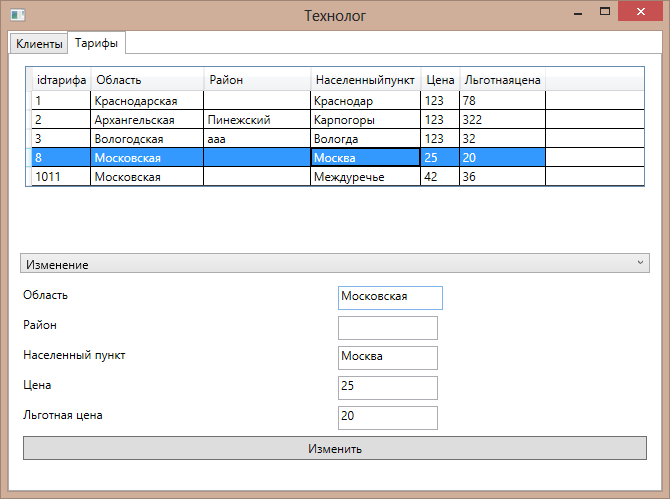 Технолог
Клиенты Тарифы
idтарифа Область Район Населенныйпункт Цена Льготнаяцена
1 Краснодарская Краснодар 123 78
2 Архангельская Пинежский Карпогоры 123 322
3 Вологодская ааа Вологда 123 32
8 Московская Москва 25 20
1011 Московская Междуречье 42 36
Изменение
Область Московская
Район
Населенный пункт Москва
Цена 25
Льготная цена 20
Изменить